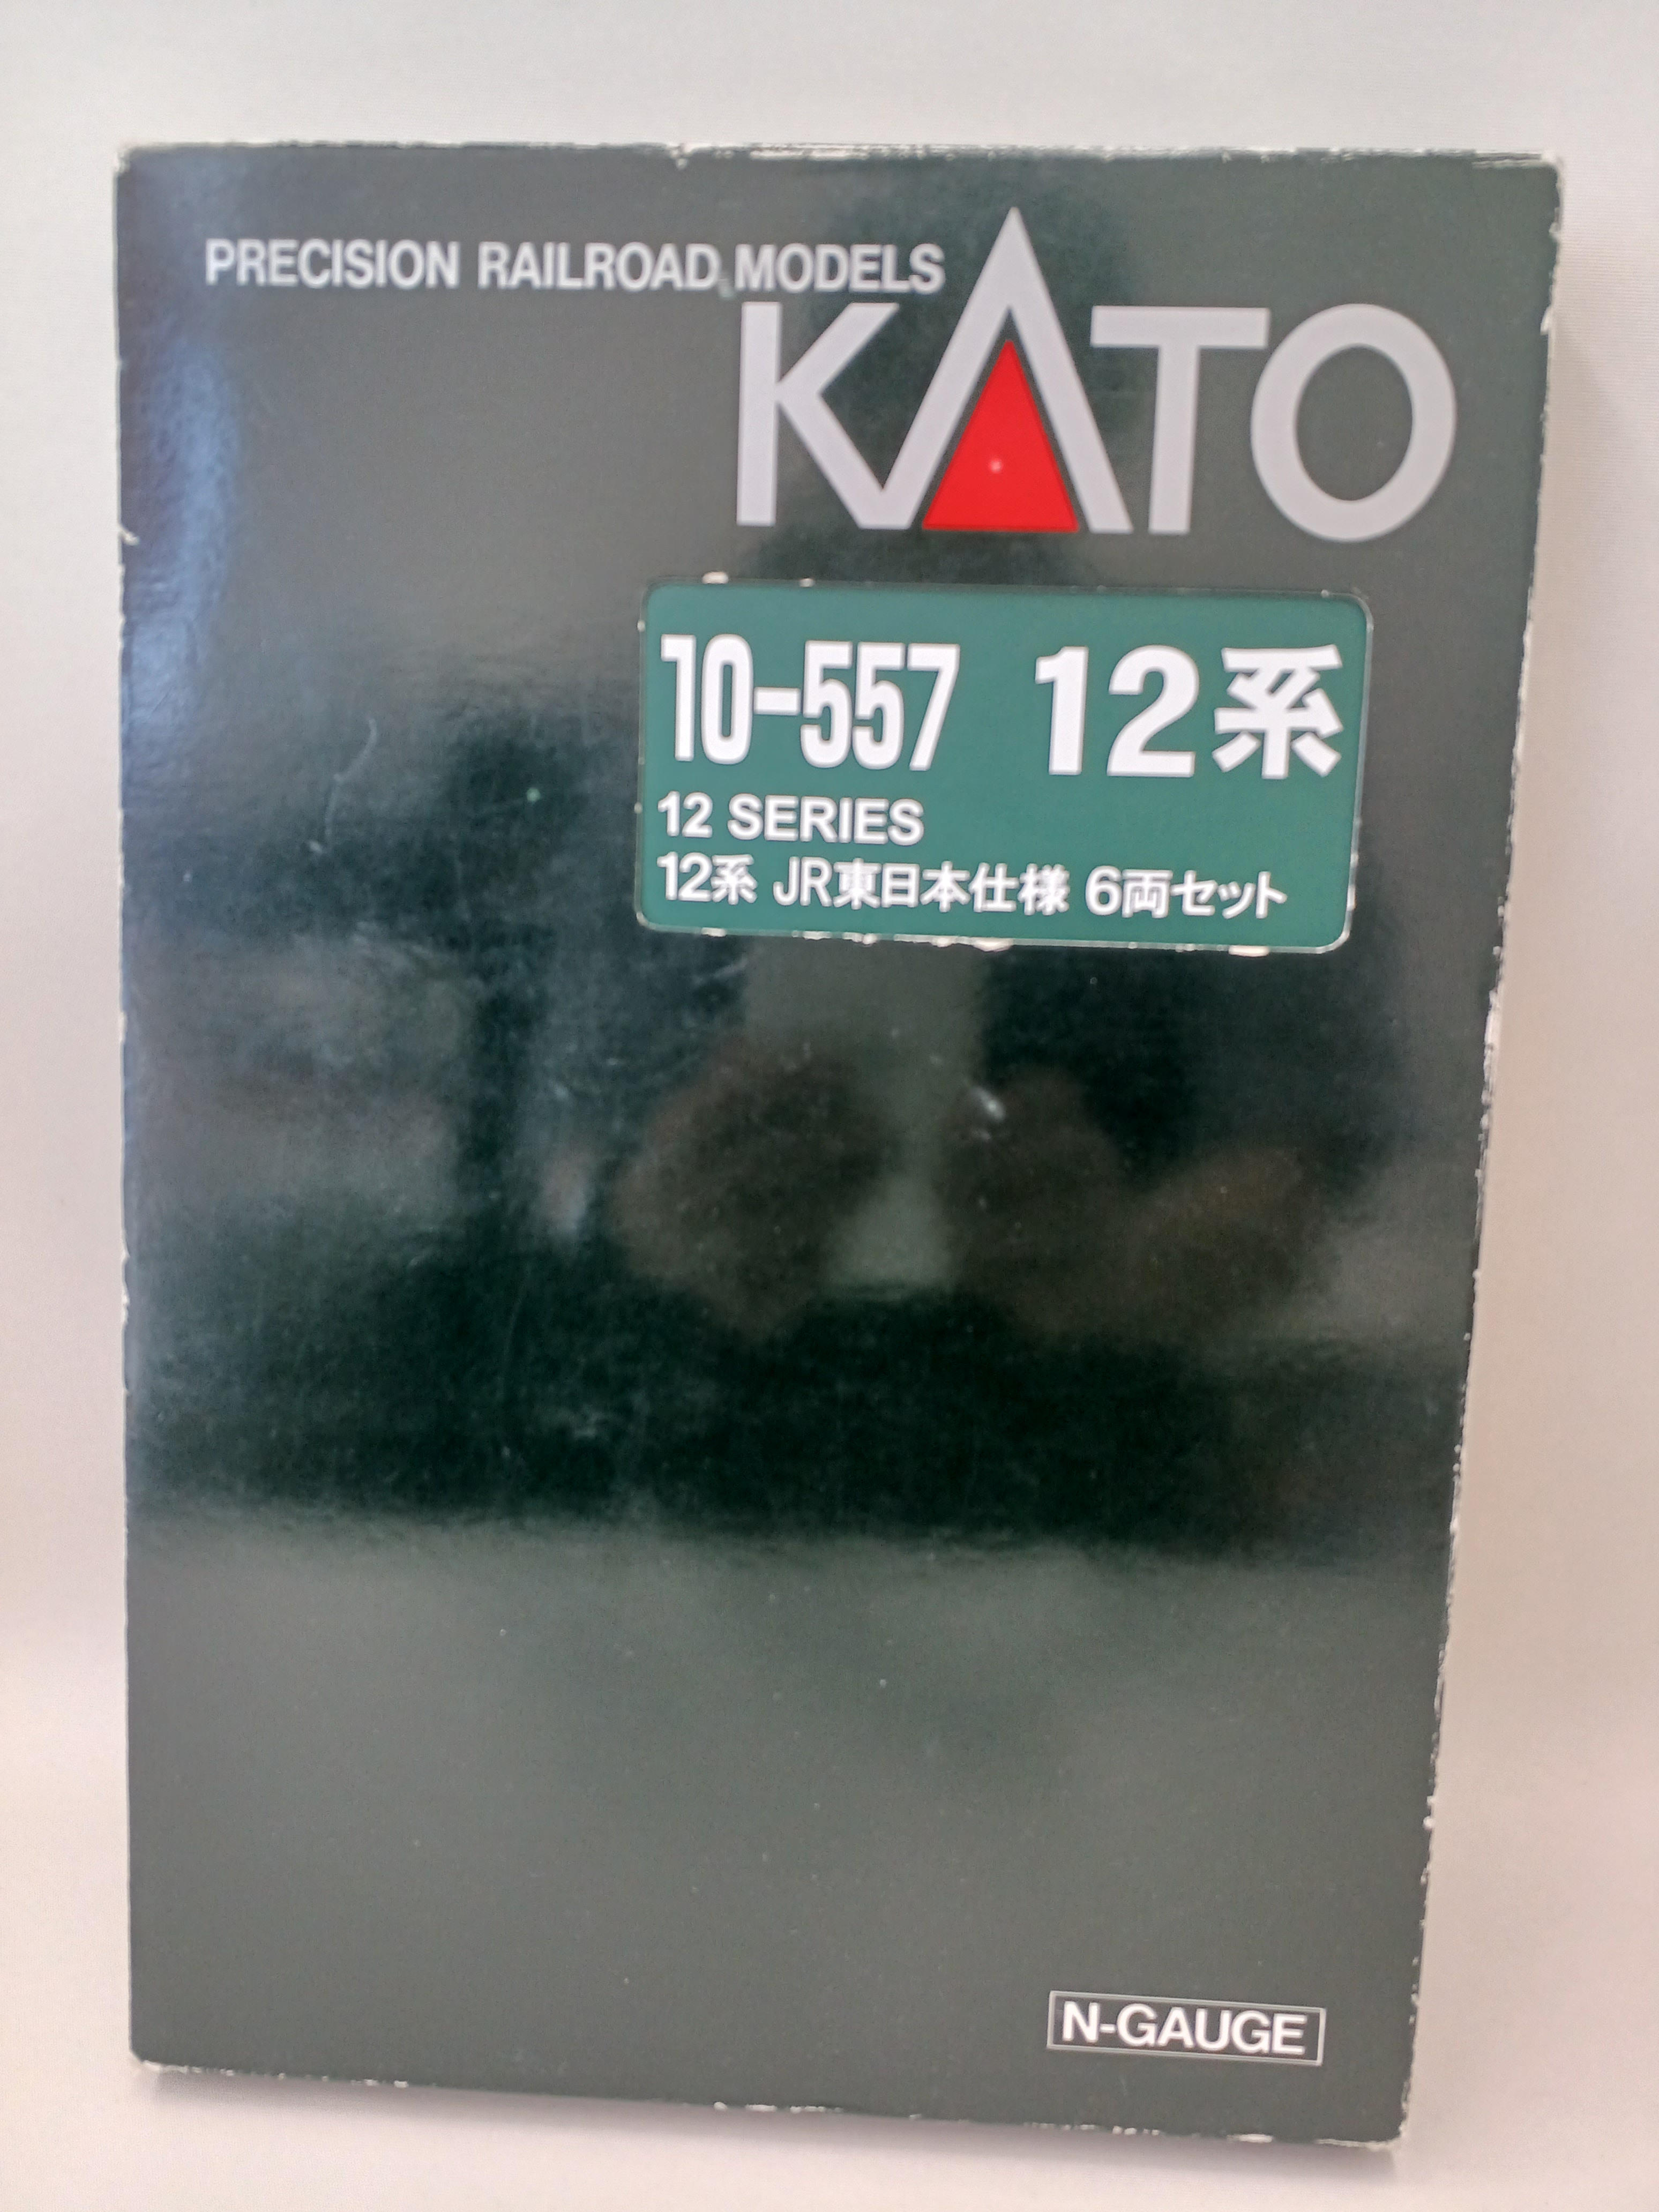 PRECISION RAILROAD MODELS
KATO
10-557 12系
12 SERIES
12系 JR東日本仕様 6両セット
N-GAUGE